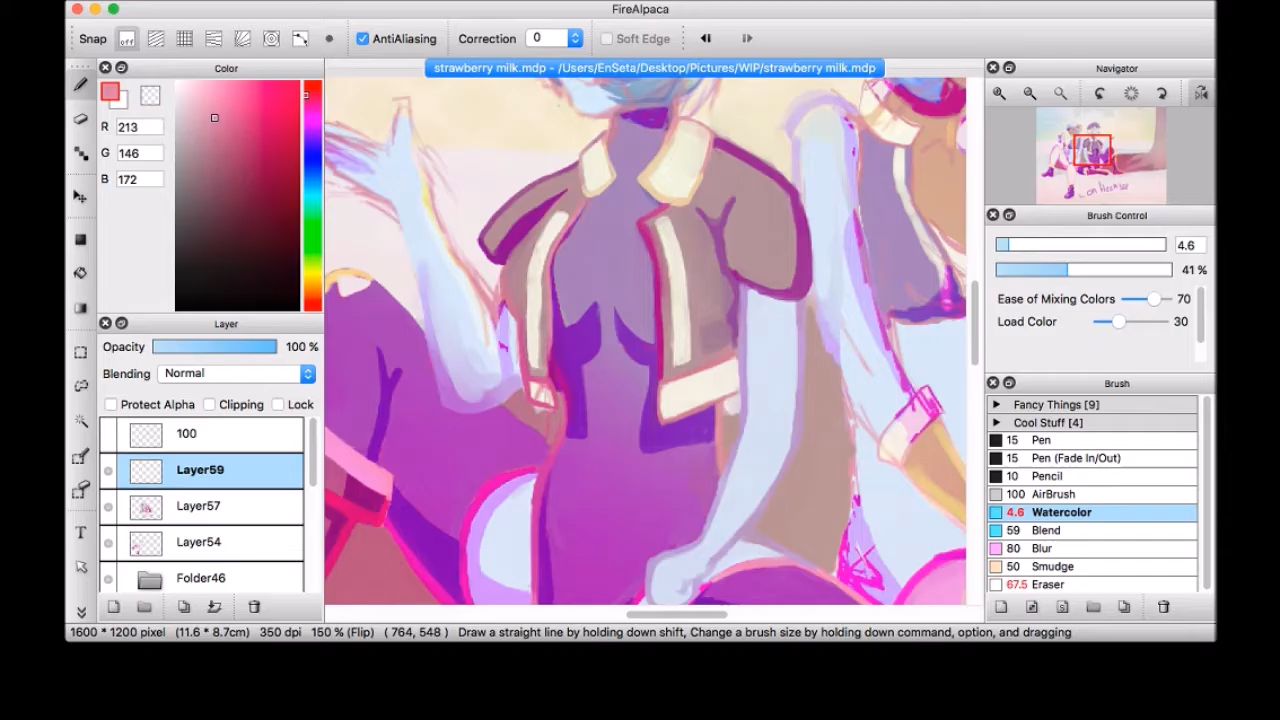 FireAlpaca
Snap off AntiAliasing Correction 0 Soft Edge
Color
strawberry milk.mdp - /Users/EnSeta/Desktop/Pictures/WIP/strawberry milk.mdp
Navigator
R 213
G 146
B 172
Brush Control
4.6
41 %
Ease of Mixing Colors 70
Load Color 30
Layer
Opacity 100 %
Blending Normal
Protect Alpha Clipping Lock
100
Layer59
Layer57
Layer54
Folder46
Brush
Fancy Things [9]
Cool Stuff [4]
15 Pen
15 Pen (Fade In/Out)
10 Pencil
100 AirBrush
4.6 Watercolor
59 Blend
80 Blur
50 Smudge
67.5 Eraser
T
1600 * 1200 pixel (11.6 * 8.7cm) 350 dpi 150 % (Flip) ( 764, 548 ) Draw a straight line by holding down shift, Change a brush size by holding down command, option, and dragging